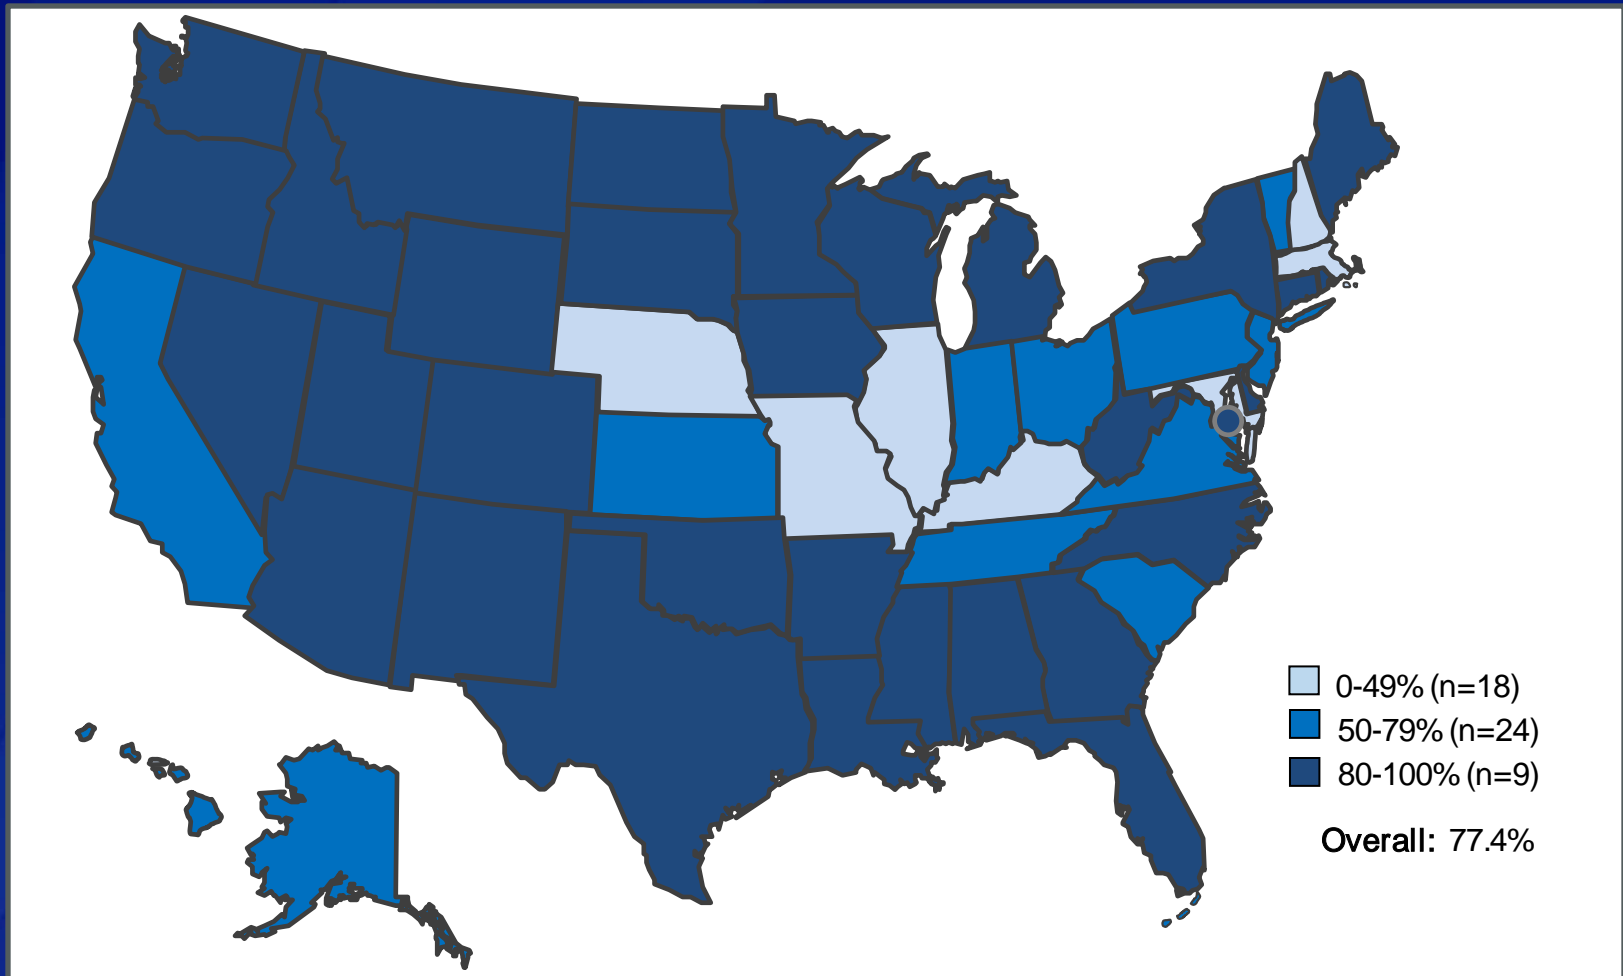 0-49% (n=18)
50-79% (n=24)
80-100% (n=9)
Overall: 77.4%